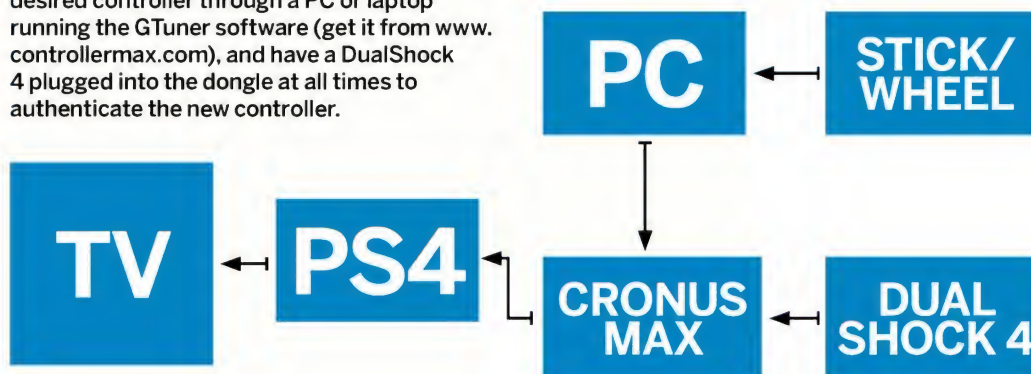 desired controller through a PC or laptop
running the GTuner software (get it from www.
controllermax.com), and have a DualShock
4 plugged into the dongle at all times to
authenticate the new controller.
PC
STICK/
WHEEL
TV
PS4
CRONUS
MAX
DUAL
SHOCK 4